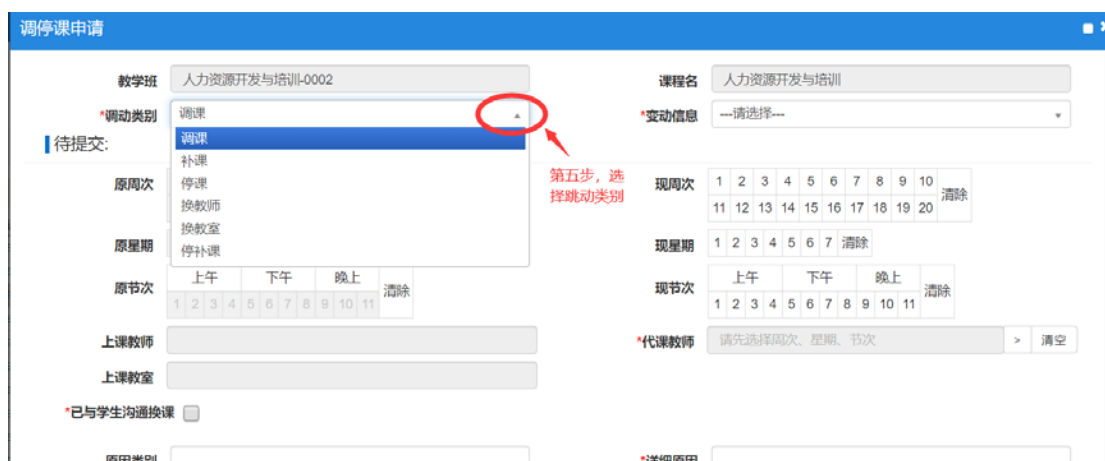 调停课申请
教学班 人力资源开发与培训-0002 课程名 人力资源开发与培训
*调动类别 调课 *变动信息 ---请选择---
待提交:
调课
补课
停课
换教师
换教室
停补课
第五步，选
择跳动类别
原周次 现周次 1 2 3 4 5 6 7 8 9 10
11 12 13 14 15 16 17 18 19 20 清除
原星期 现星期 1 2 3 4 5 6 7 清除
原节次 上午 下午 晚上 现节次 上午 下午 晚上
1 2 3 4 5 6 7 8 9 10 11 清除 1 2 3 4 5 6 7 8 9 10 11 清除
上课教师 *代课教师 请先选择周次、星期、节次 > 清空
上课教室
*已与学生沟通换课
原因类别 *详细原因